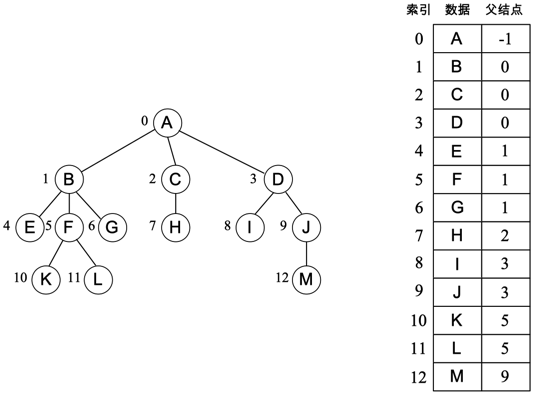 索引 数据 父结点
0 A -1
1 B 0
2 C 0
3 D 0
4 E 1
5 F 1
6 G 1
7 H 2
8 I 3
9 J 3
10 K 5
11 L 5
12 M 9
0 A
1 B 2 C 3 D
4 E 5 F 6 G 7 H 8 I 9 J
10 K 11 L 12 M